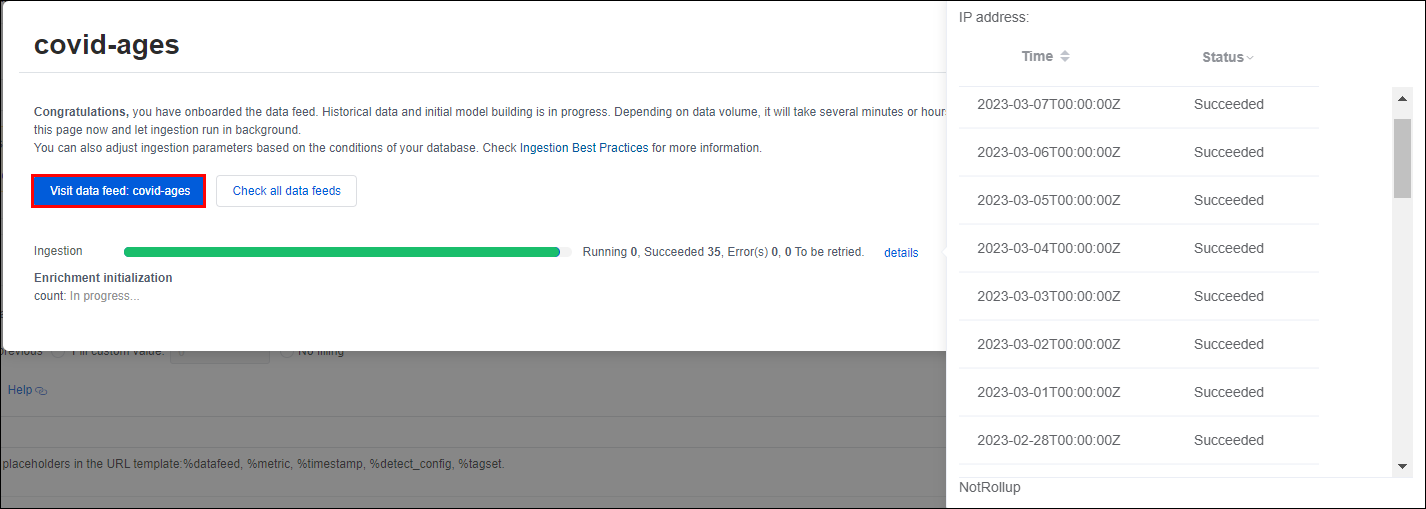 covid-ages
Congratulations, you have onboarded the data feed. Historical data and initial model building is in progress. Depending on data volume, it will take several minutes or
this page now and let ingestion run in background.
You can also adjust ingestion parameters based on the conditions of your database. Check Ingestion Best Practices for more information.
Visit data feed: covid-ages
Check all data feeds
Ingestion
Running 0, Succeeded 35, Error(s) 0, 0 To be retried.
details
Enrichment initialization
count: In progress...
Fill custom value:
No filling
Help
placeholders in the URL template:%datafeed, %metric, %timestamp, %detect_config, %tagset.
IP address:
Time Status
2023-03-07T00:00:00Z Succeeded
2023-03-06T00:00:00Z Succeeded
2023-03-05T00:00:00Z Succeeded
2023-03-04T00:00:00Z Succeeded
2023-03-03T00:00:00Z Succeeded
2023-03-02T00:00:00Z Succeeded
2023-03-01T00:00:00Z Succeeded
2023-02-28T00:00:00Z Succeeded
NotRollup